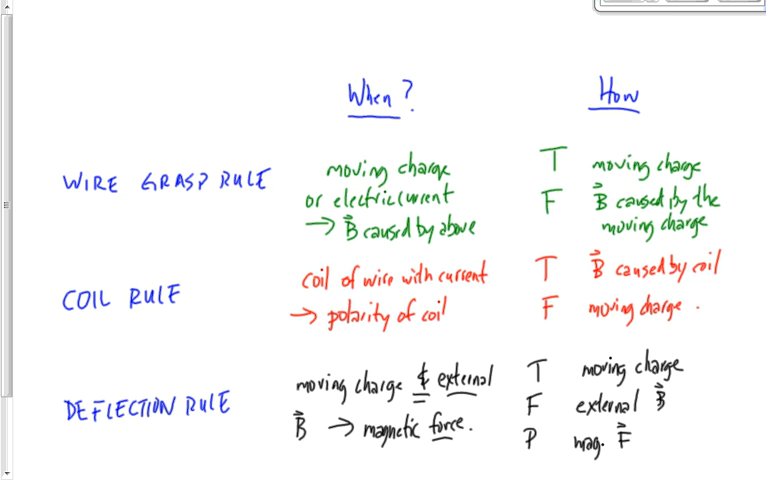 When? How
WIRE GRASP RULE moving charge T moving charge
or electric current F B⃗ caused by the
→ B⃗ caused by above moving charge
COIL RULE coil of wire with current T B⃗ caused by coil
→ polarity of coil F moving charge.
DEFLECTION RULE moving charge & external T moving charge
B⃗ → magnetic force. F external B⃗
P mag. F⃗